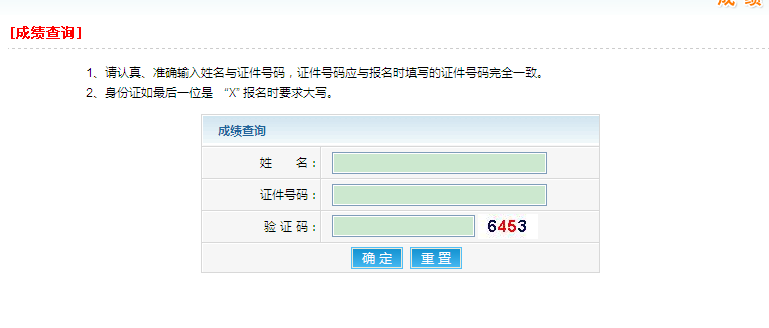 成 绩
[成绩查询]
1、请认真、准确输入姓名与证件号码，证件号码应与报名时填写的证件号码完全一致。
2、身份证如最后一位是 “X” 报名时要求大写。
成绩查询
姓 名：
证件号码：
验 证 码： 6453
确 定 重 置